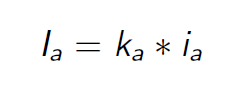 I_a = k_a * i_a